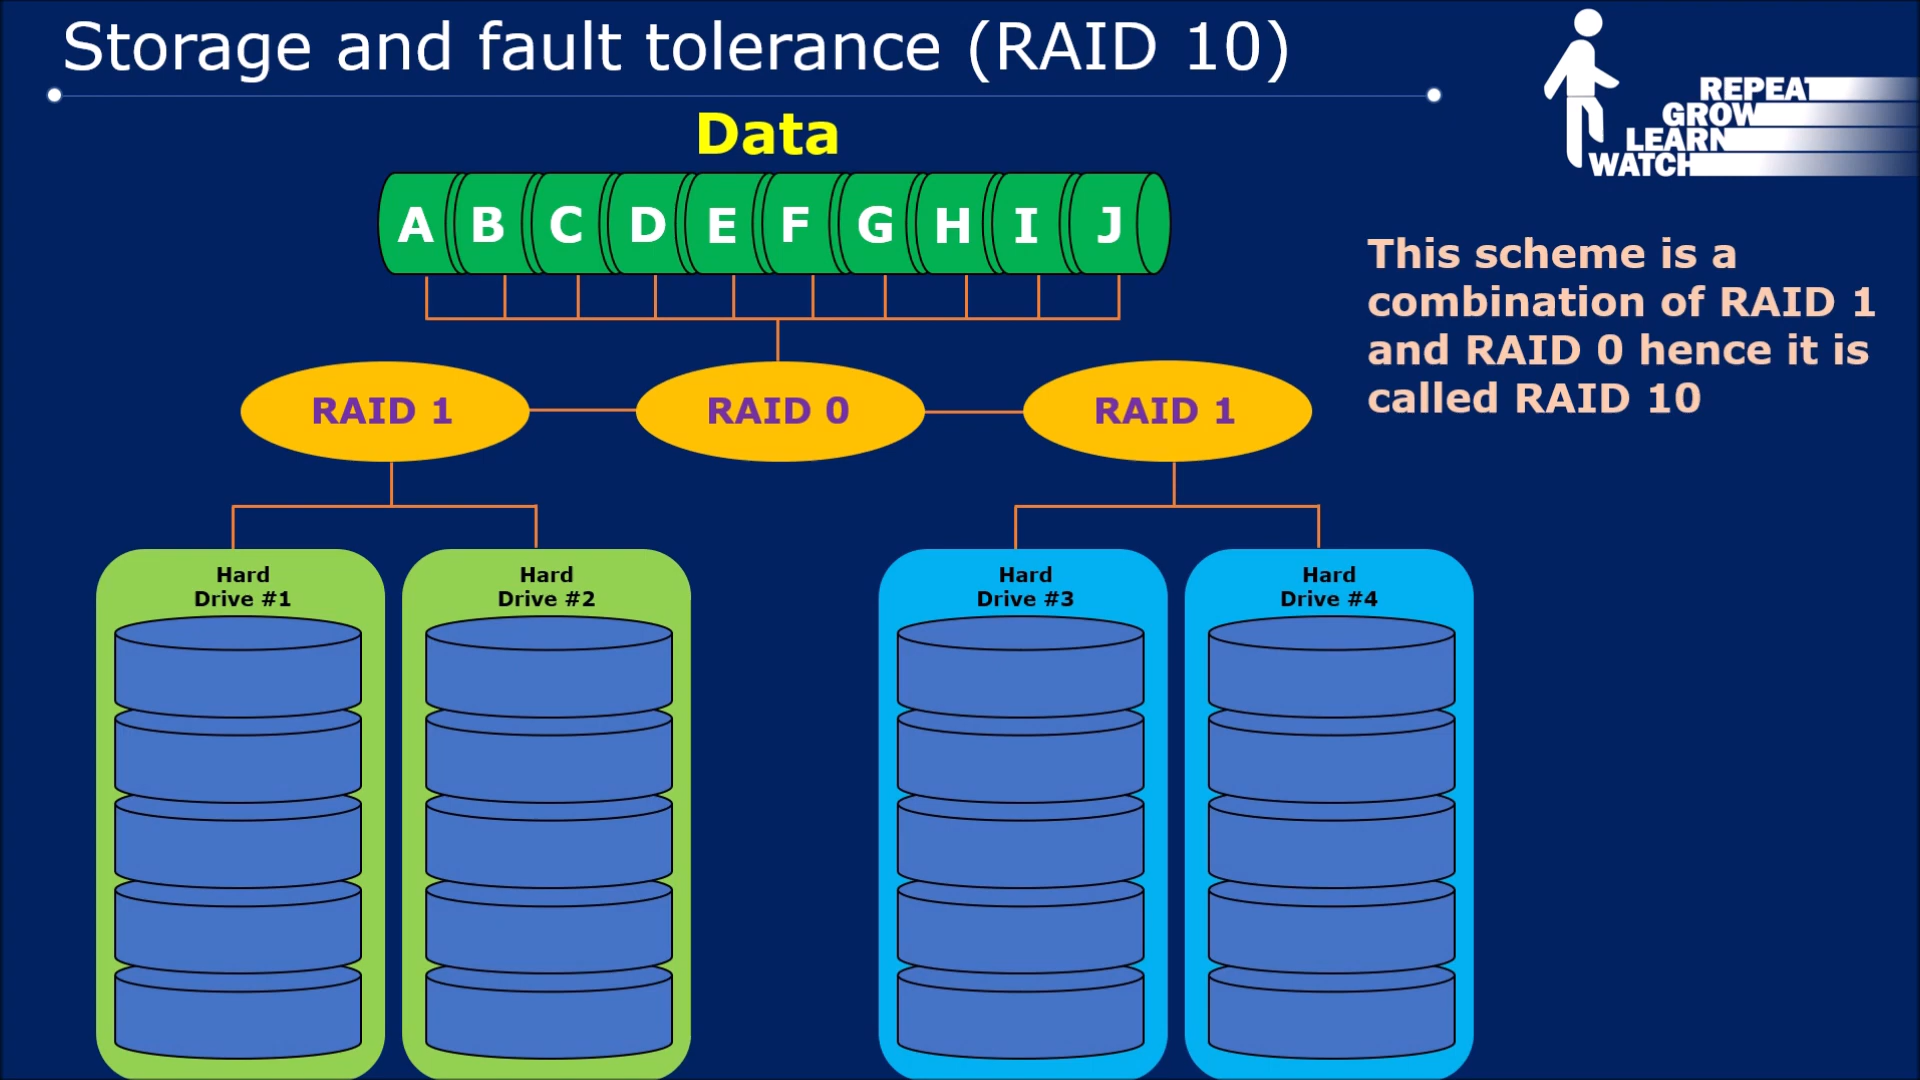 Storage and fault tolerance (RAID 10)
REPEAT
GROW
LEARN
WATCH
Data
A B C D E F G H I J
This scheme is a
combination of RAID 1
and RAID 0 hence it is
called RAID 10
RAID 1
RAID 0
RAID 1
Hard
Drive #1
Hard
Drive #2
Hard
Drive #3
Hard
Drive #4